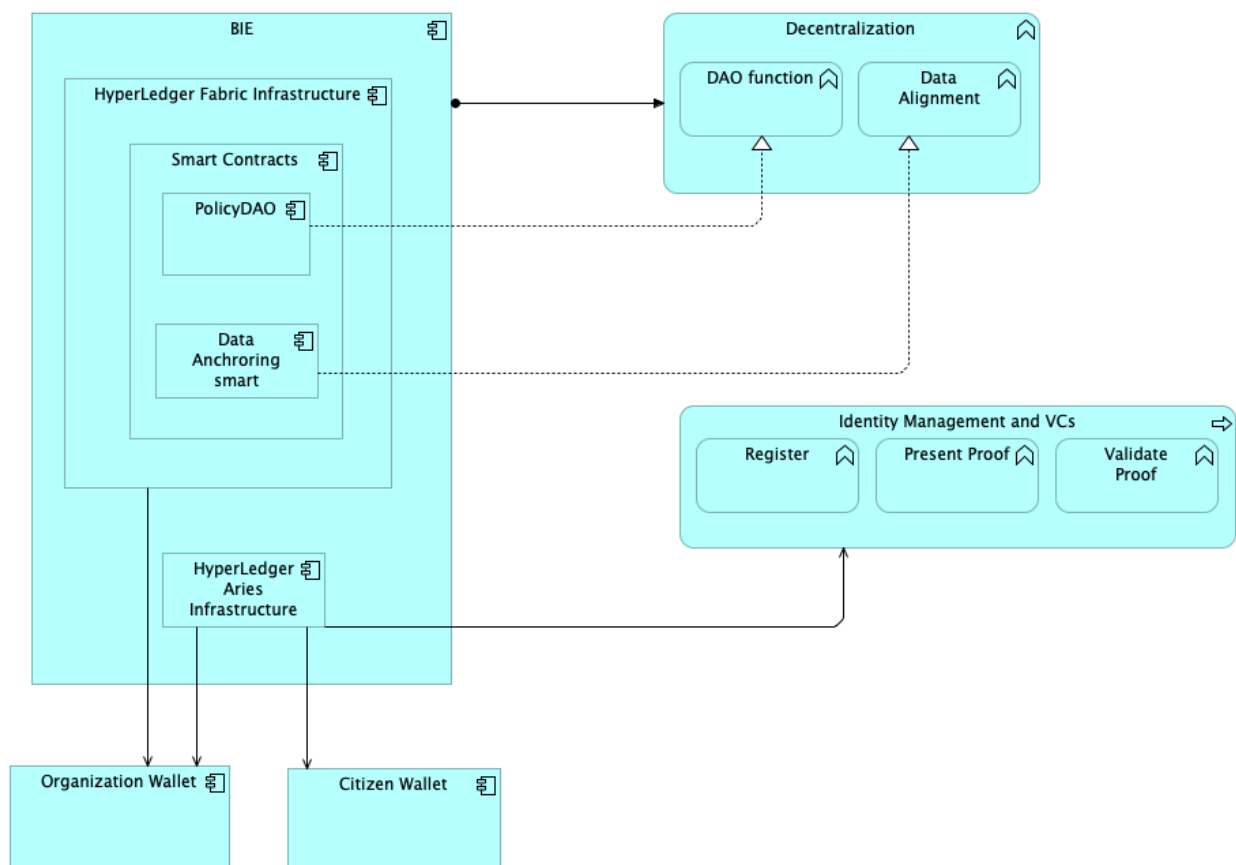 BIE
HyperLedger Fabric Infrastructure
Smart Contracts
PolicyDAO
Data
Anchroring
smart
HyperLedger
Aries
Infrastructure
Decentralization
DAO function
Data
Alignment
Identity Management and VCs
Register
Present Proof
Validate
Proof
Organization Wallet
Citizen Wallet